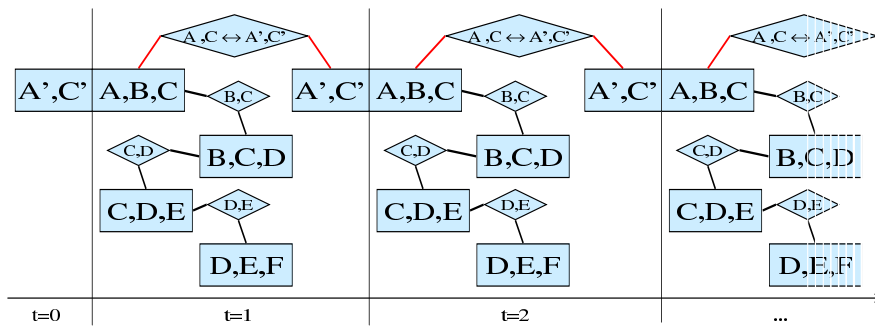 A ,C ↔ A',C' A ,C ↔ A',C' A ,C ↔ A',C'
A',C' A,B,C A',C' A,B,C A',C' A,B,C
B,C B,C B,C
C,D B,C,D C,D B,C,D C,D B,C,D
C,D,E D,E C,D,E D,E C,D,E D,E
D,E,F D,E,F D,E,F
t=0 t=1 t=2 ...